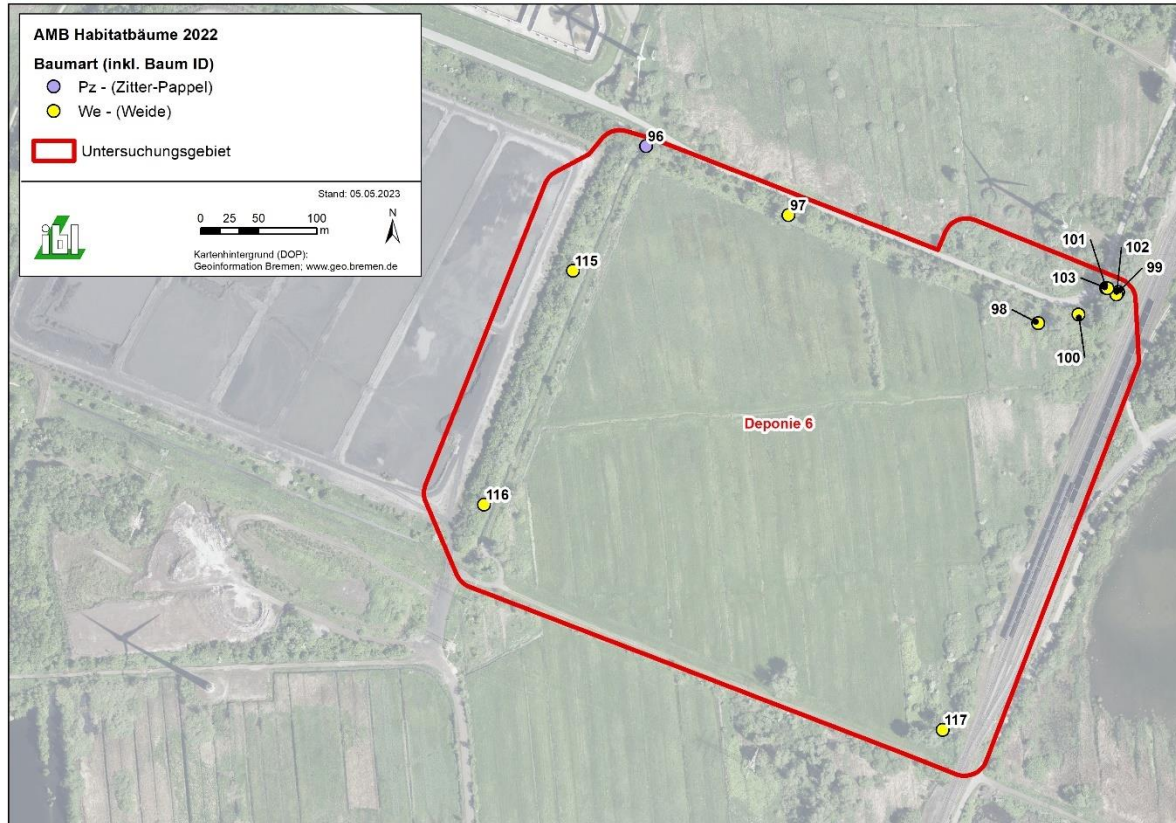 AMB Habitatbäume 2022
Baumart (inkl. Baum ID)
Pz - (Zitter-Pappel)
We - (Weide)
Untersuchungsgebiet
Stand: 05.05.2023
ibl
0 25 50 100
m
N
Kartenhintergrund (DOP):
Geoinformation Bremen; www.geo.bremen.de
96
97
101
102
103
99
115
98
100
Deponie 6
116
117